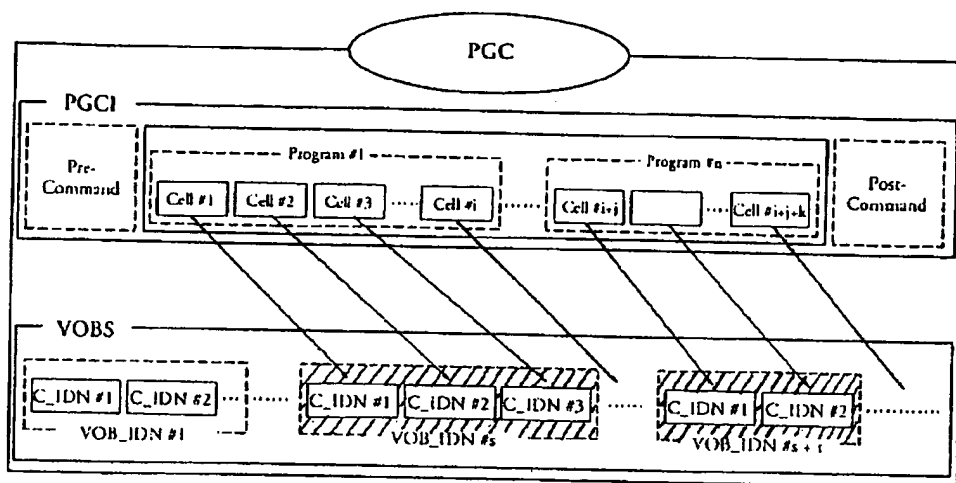 PGC
PGCI
Pre-
Command
Program #1
Cell #1
Cell #2
Cell #3
Cell #i
Program #n
Cell #i+j
Cell #i+j+k
Post-
Command
VOBS
C_IDN #1
C_IDN #2
VOB_IDN #1
C_IDN #1
C_IDN #2
C_IDN #3
VOB_IDN #s
C_IDN #1
C_IDN #2
VOB_IDN #s +